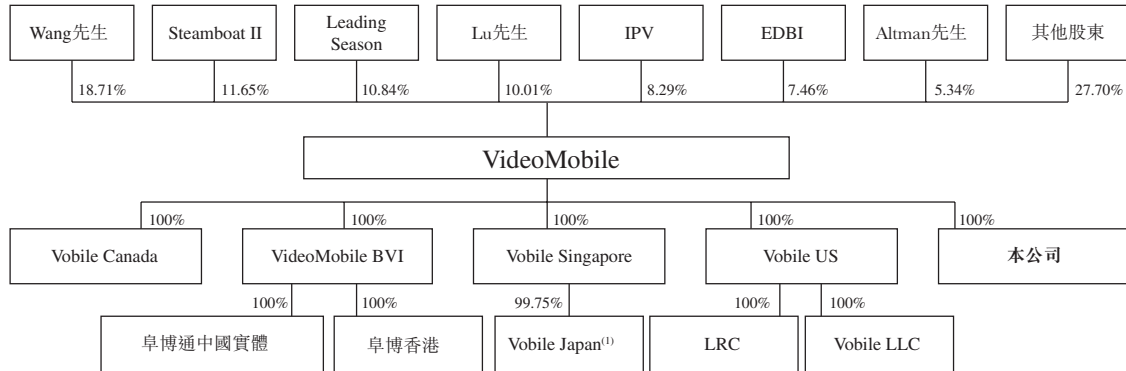 Wang先生
Steamboat II
Leading
Season
Lu先生
IPV
EDBI
Altman先生
其他股東
18.71%
11.65%
10.84%
10.01%
8.29%
7.46%
5.34%
27.70%
VideoMobile
100%
100%
100%
100%
100%
Vobile Canada
VideoMobile BVI
Vobile Singapore
Vobile US
本公司
100%
100%
99.75%
100%
100%
阜博通中國實體
阜博香港
Vobile Japan(1)
LRC
Vobile LLC